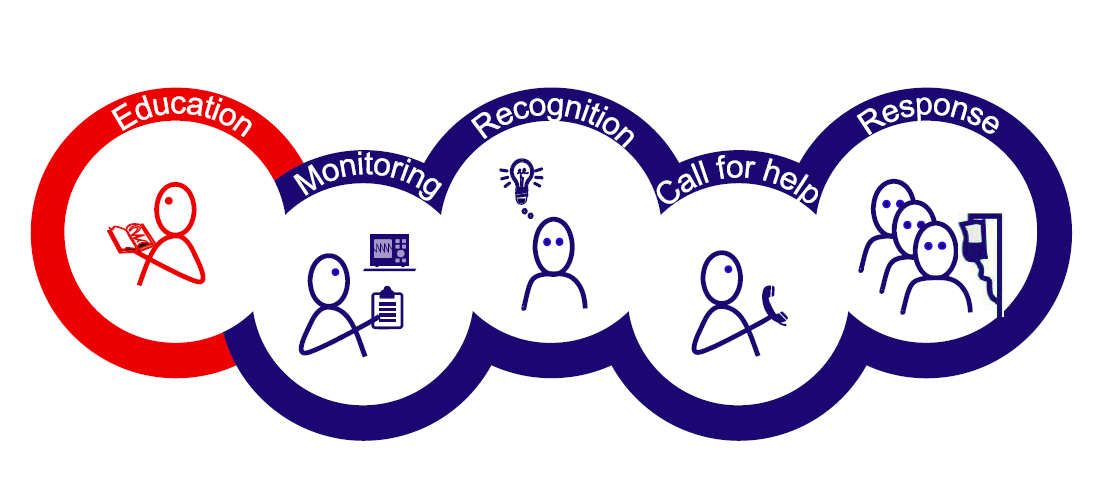 Education
Monitoring
Recognition
Call for help
Response